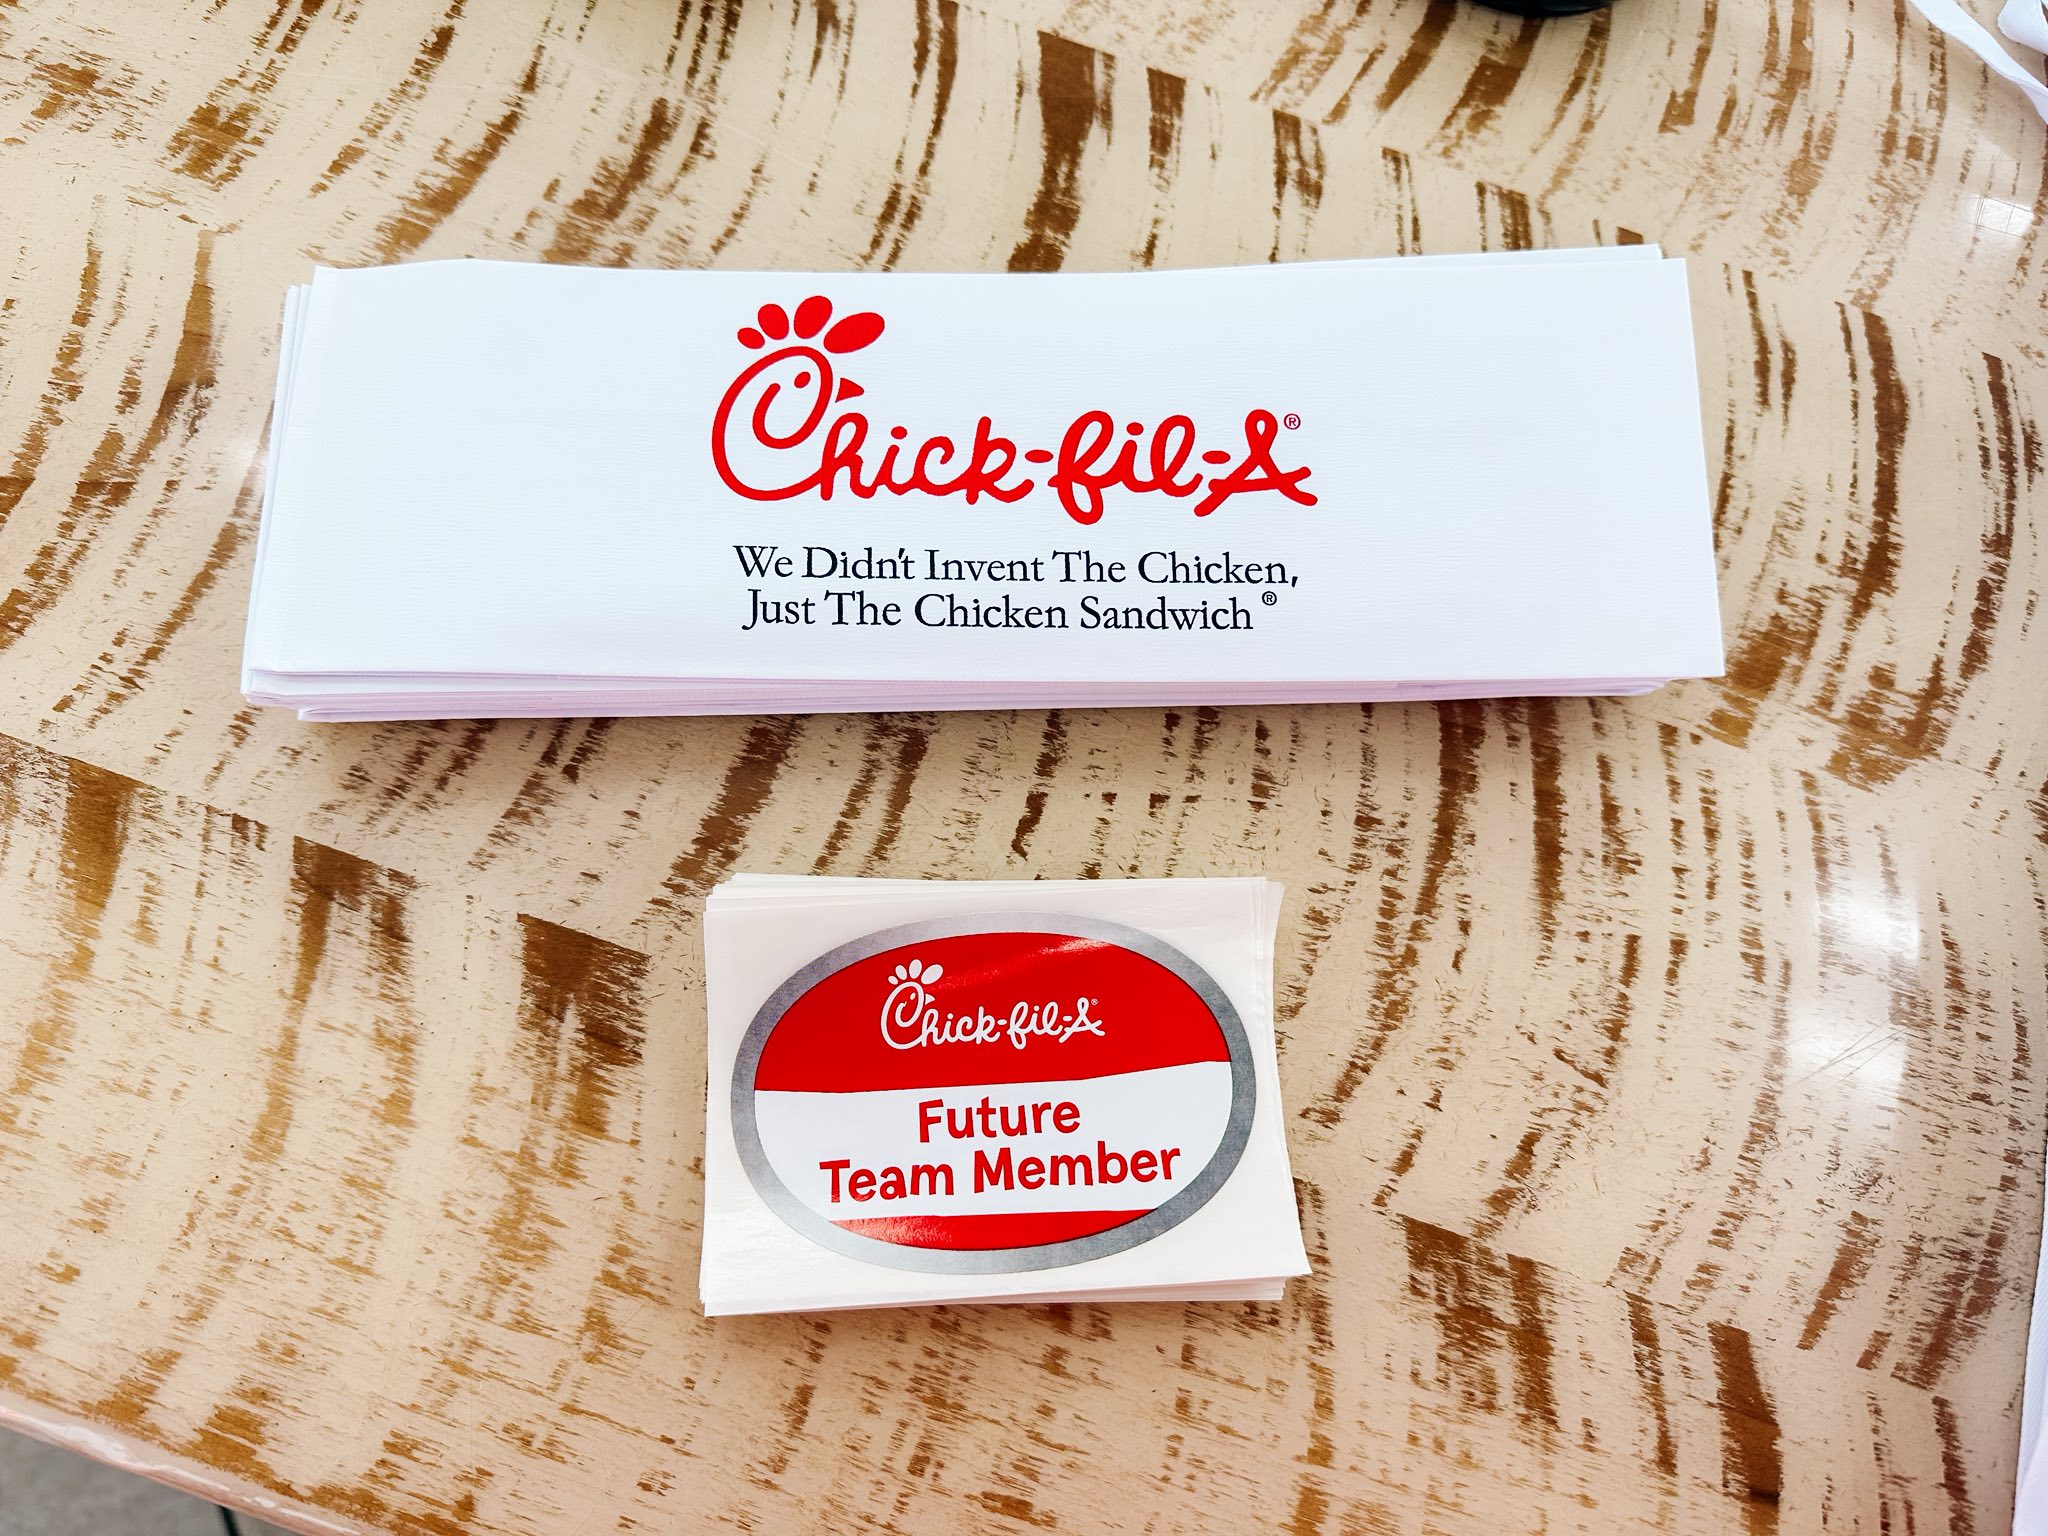 Chick-fil-A®
We Didn't Invent The Chicken,
Just The Chicken Sandwich®
Chick-fil-A®
Future
Team Member